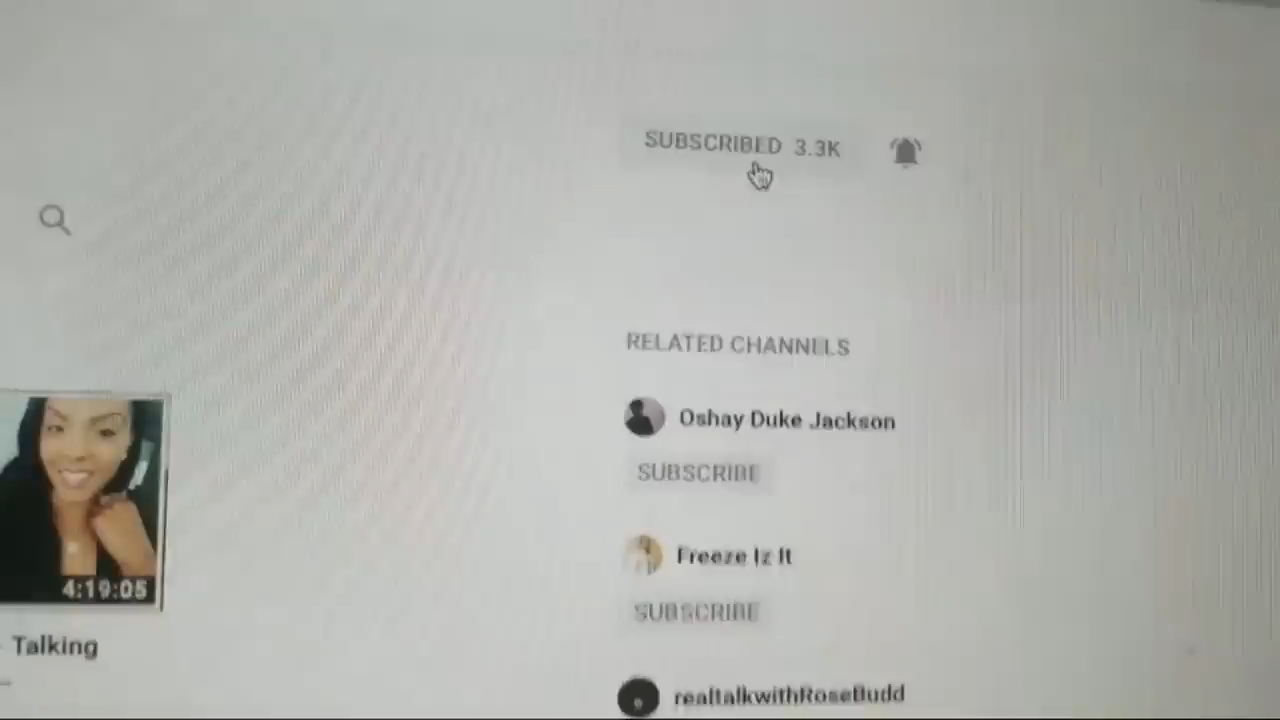 SUBSCRIBED 3.3K
RELATED CHANNELS
Oshay Duke Jackson
SUBSCRIBE
4:19:05
Freeze Iz It
SUBSCRIBE
Talking
realtalkwithRoseBudd